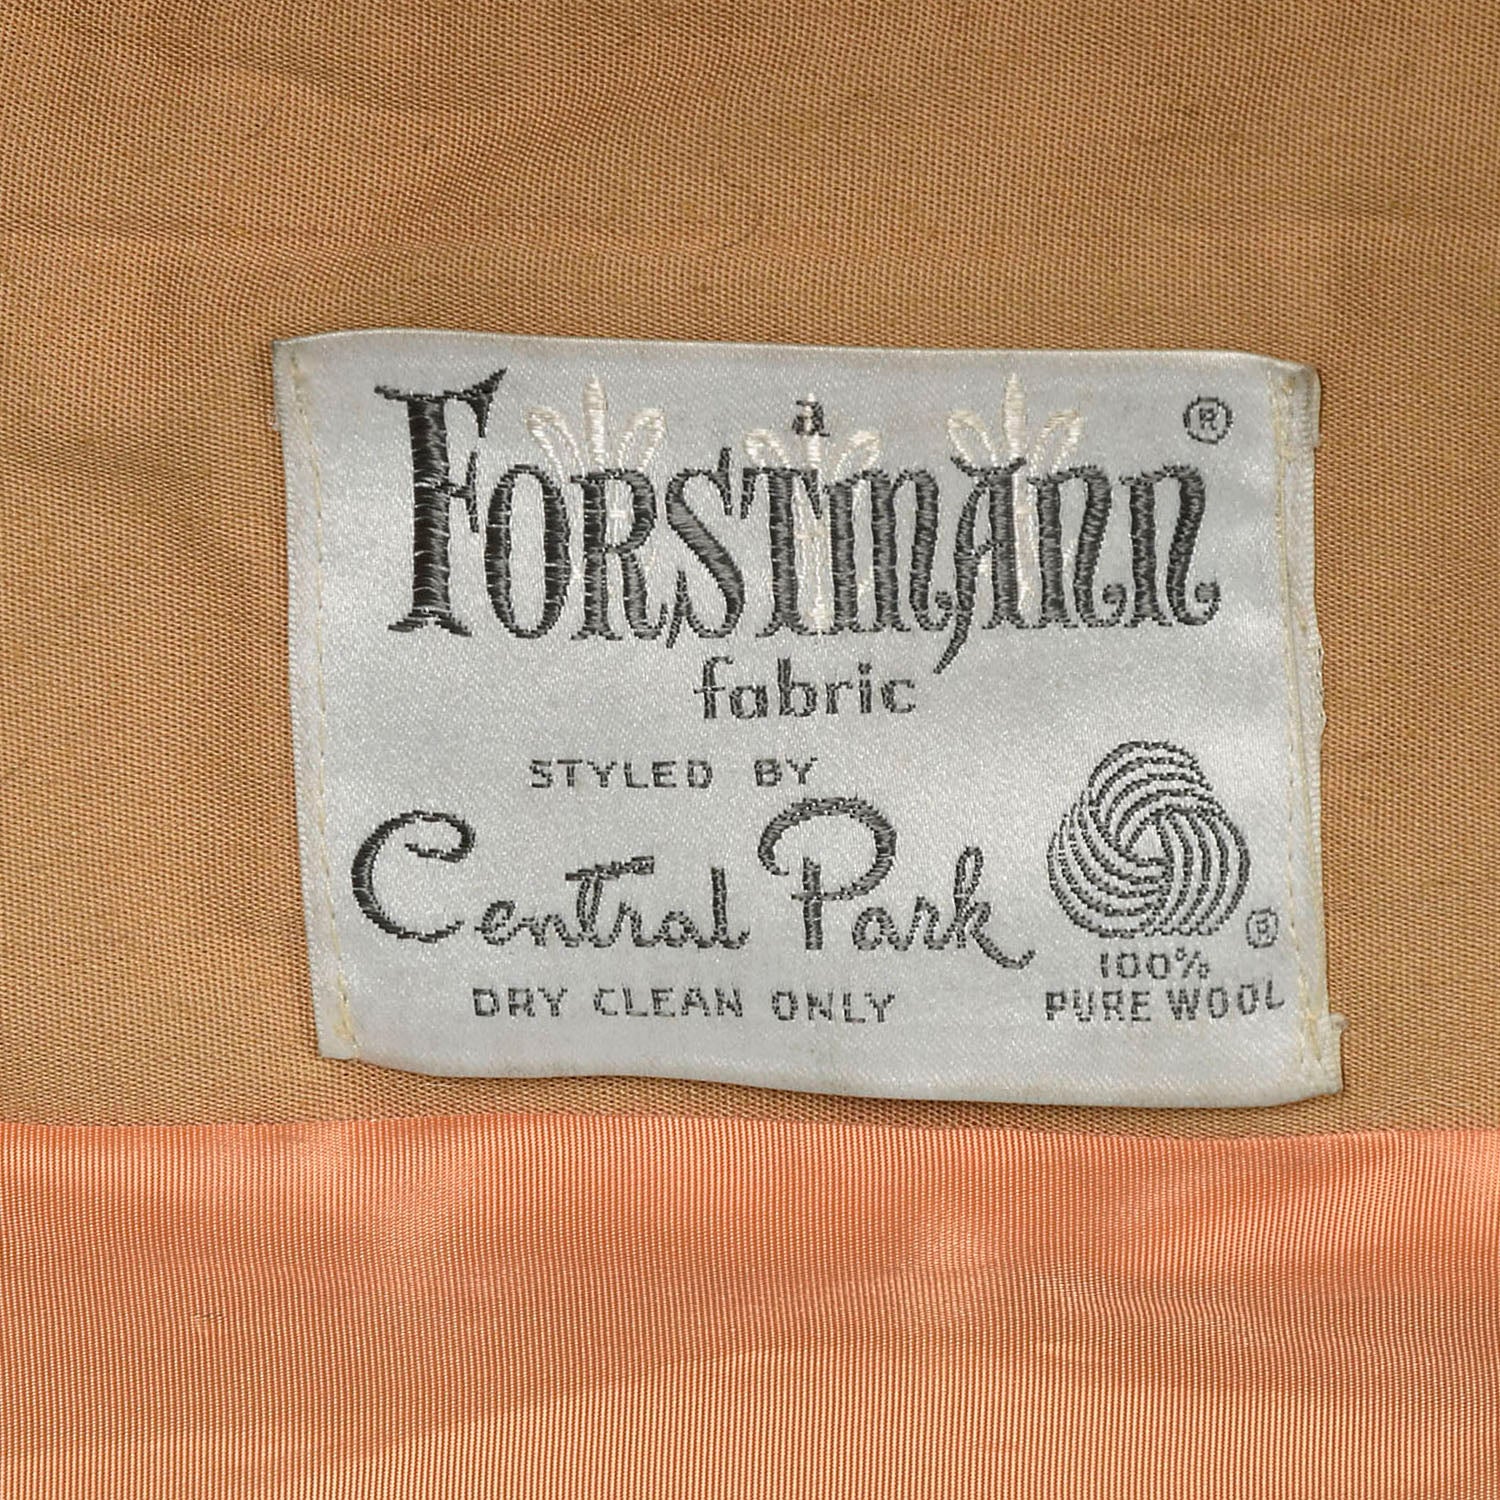 a ®
FORSTMANN
fabric
STYLED BY
Central Park
DRY CLEAN ONLY
®
100%
PURE WOOL